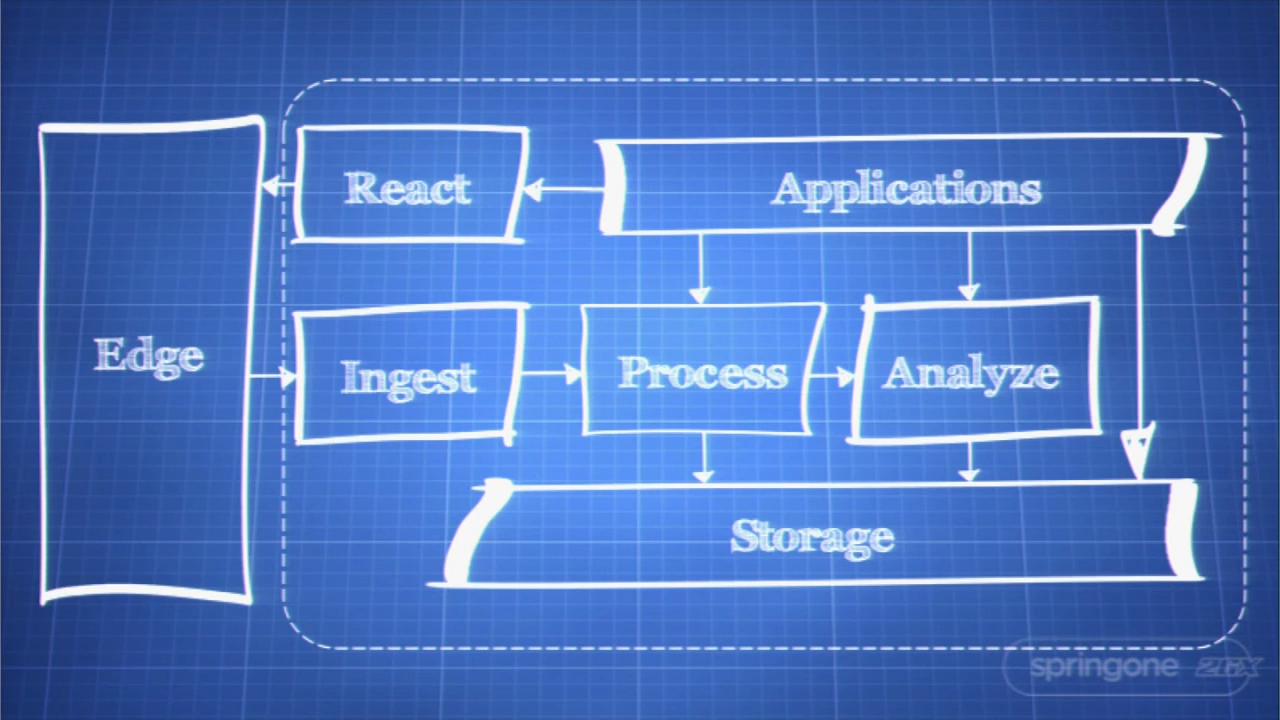 React
Applications
Edge
Ingest
Process
Analyze
Storage
springone 2GX